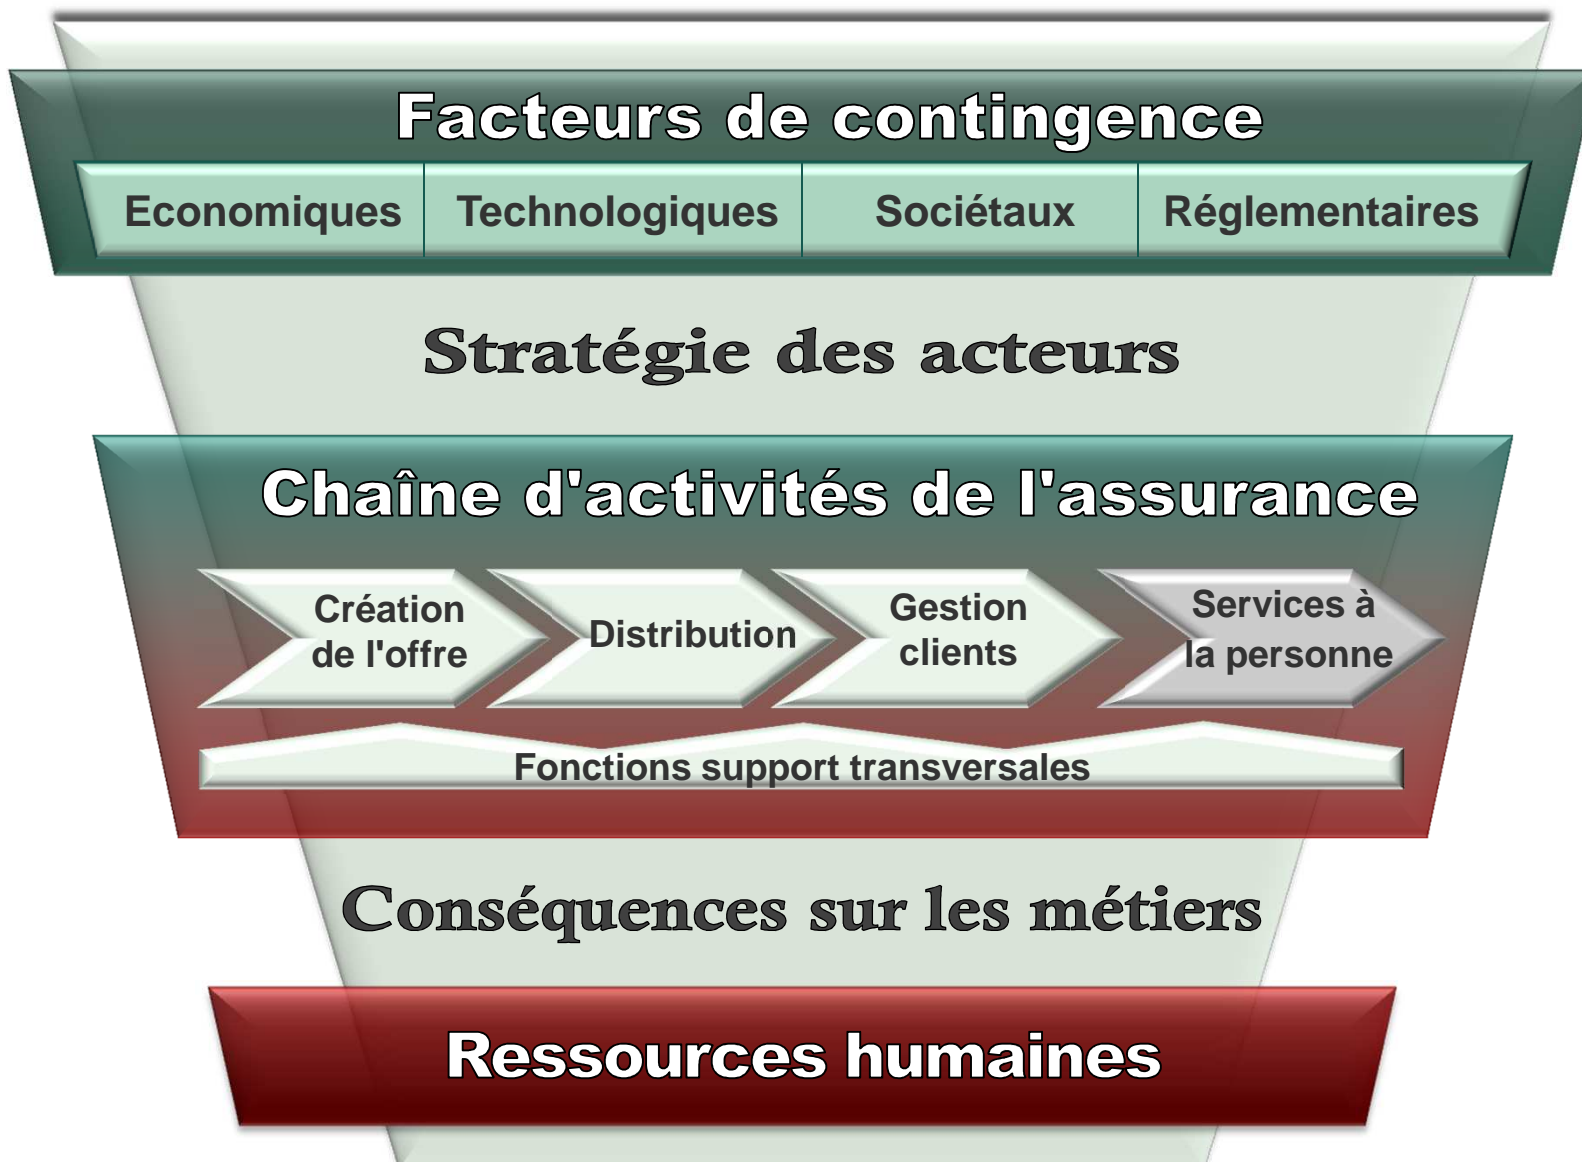 Facteurs de contingence
Economiques Technologiques Sociétaux Réglementaires
Stratégie des acteurs
Chaîne d'activités de l'assurance
Création
de l'offre
Distribution
Gestion
clients
Services à
la personne
Fonctions support transversales
Conséquences sur les métiers
Ressources humaines